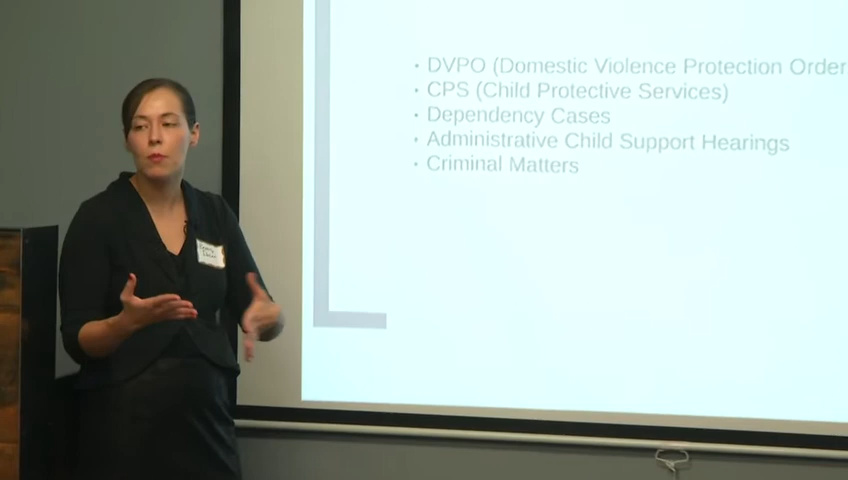 • DVPO (Domestic Violence Protection Order
• CPS (Child Protective Services)
• Dependency Cases
• Administrative Child Support Hearings
• Criminal Matters